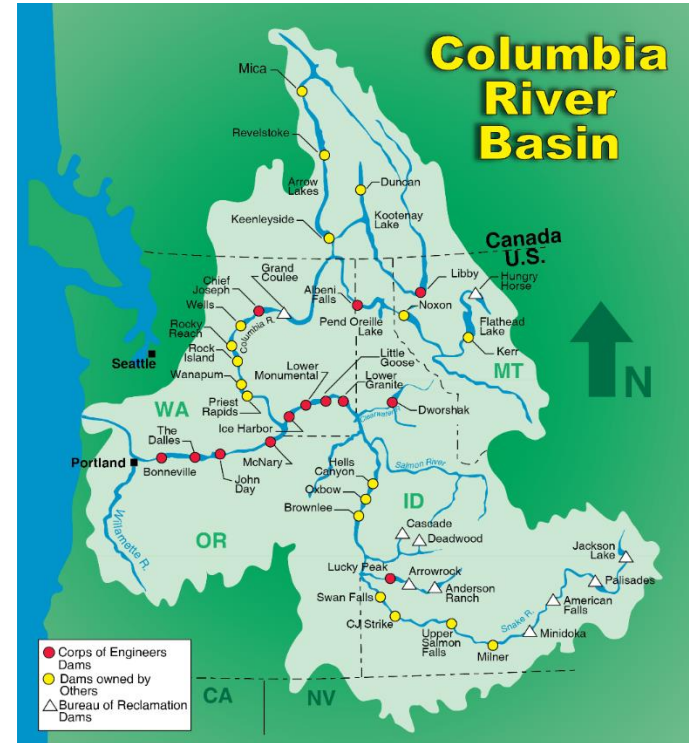 Columbia
River
Basin
Mica
Revelstoke
Arrow
Lakes
Duncan
Kootenay
Lake
Keenleyside
Canada
U.S.
Grand
Coulee
Chief
Joseph
Albeni
Falls
Libby
Hungry
Horse
Wells
Noxon
Pend Oreille
Lake
Flathead
Lake
Columbia R.
Rocky
Reach
Kerr
Seattle
Rock
Island
Little
Goose
Lower
Monumental
Lower
Granite
MT
N
Wanapum
WA
Priest
Rapids
Dworshak
Clearwater
Ice Harbor
The
Dalles
Portland
Bonneville
McNary
John
Day
Hells
Canyon
Salmon River
Oxbow
ID
Brownlee
Willamette R.
Cascade
Deadwood
OR
Jackson
Lake
Lucky Peak
Arrowrock
Anderson
Ranch
Palisades
Swan Falls
American
Falls
Snake R.
CJ Strike
Upper
Salmon
Falls
Minidoka
Milner
Corps of Engineers
Dams
Dams owned by
Others
Bureau of Reclamation
Dams
CA
NV